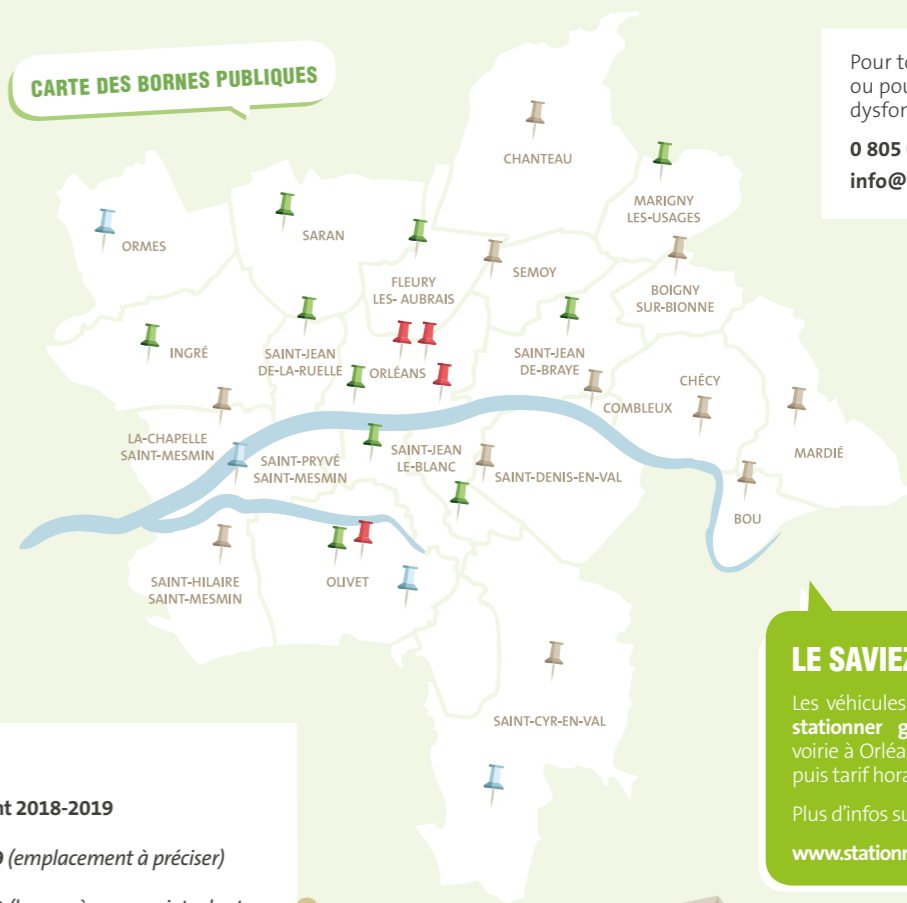 CARTE DES BORNES PUBLIQUES
Pour
ou
0 805
info@
CHANTEAU
MARIGNY
LES-USAGES
ORMES
SARAN
SEMOY
FLEURY
LES- AUBRAIS
BOIGNY
SUR-BIONNE
INGRÉ
SAINT-JEAN
DE-LA-RUELLE
ORLÉANS
SAINT-JEAN
DE-BRAYE
CHÉCY
COMBLEUX
LA-CHAPELLE
SAINT-MESMIN
SAINT-PRYVÉ
SAINT-MESMIN
SAINT-JEAN
LE-BLANC
SAINT-DENIS-EN-VAL
MARDIÉ
BOU
SAINT-HILAIRE
SAINT-MESMIN
OLIVET
SAINT-CYR-EN-VAL
LE SAVIEZ
Les véhicules
stationner g
voirie à Orléa
puis tarif hora
Plus d'infos su
www.stationn
nt 2018-2019
(emplacement à préciser)